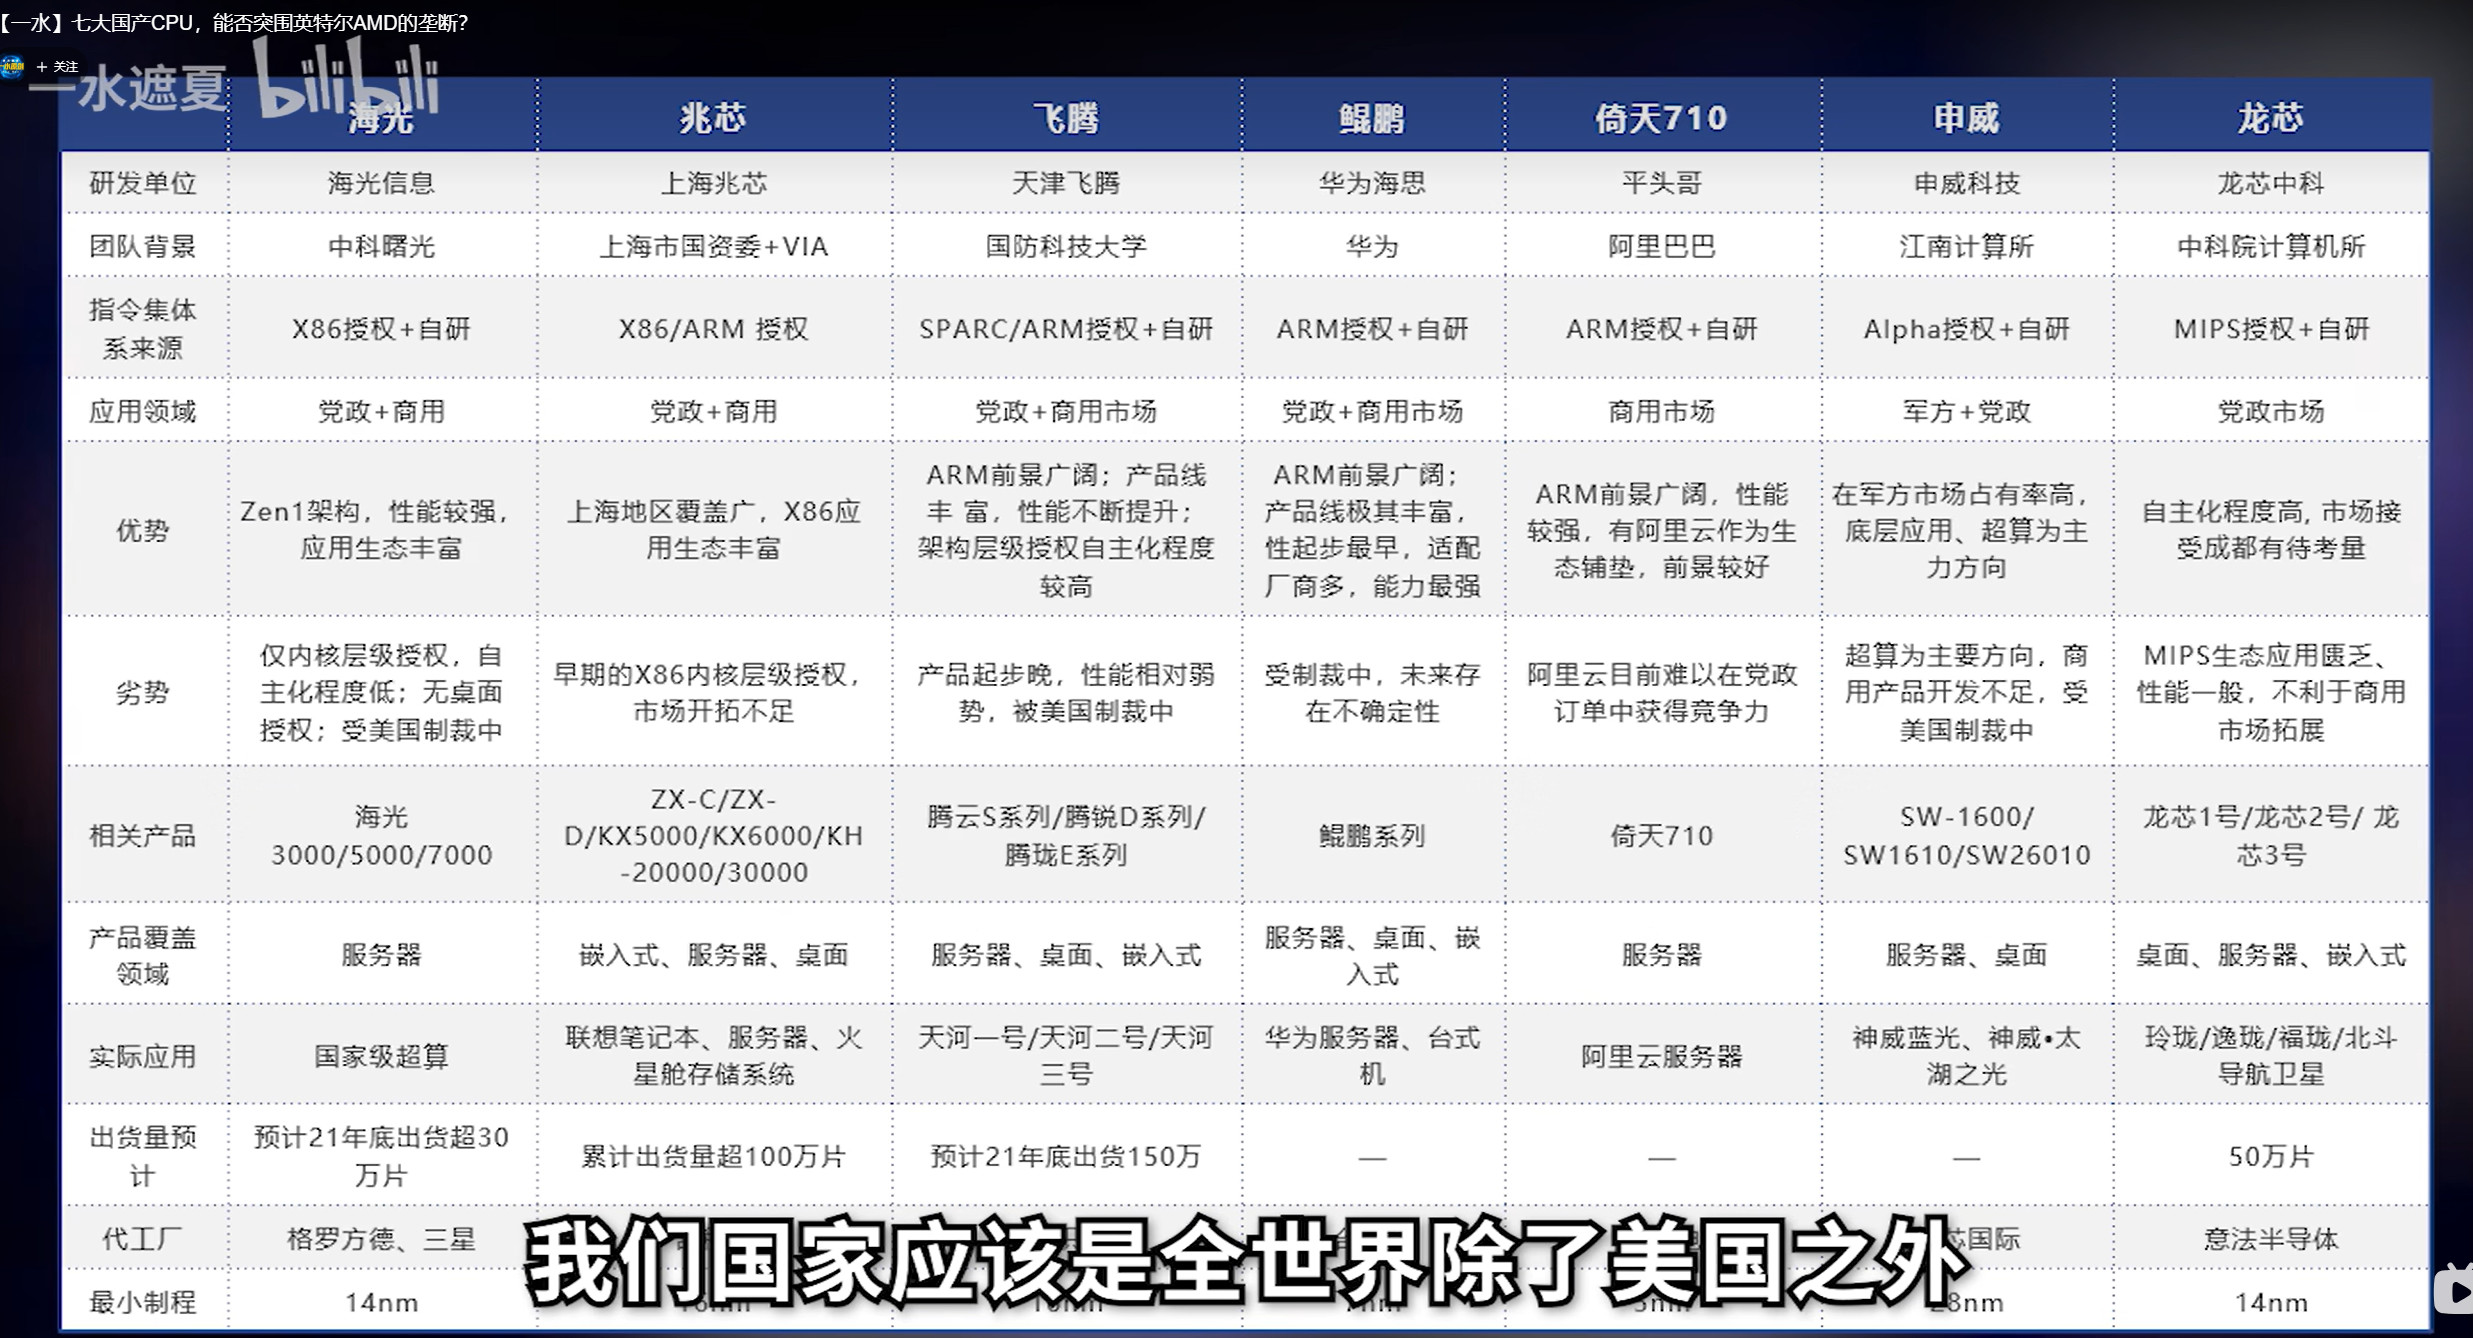 【一水】七大国产CPU，能否突围英特尔AMD的垄断？
+ 关注
一水遮夏 bilibili
海光 兆芯 飞腾 鲲鹏 倚天710 申威 龙芯
研发单位 海光信息 上海兆芯 天津飞腾 华为海思 平头哥 申威科技 龙芯中科
团队背景 中科曙光 上海市国资委+VIA 国防科技大学 华为 阿里巴巴 江南计算所 中科院计算机所
指令集体
系来源
X86授权+自研
X86/ARM 授权
SPARC/ARM授权+自研
ARM授权+自研
ARM授权+自研
Alpha授权+自研
MIPS授权+自研
应用领域 党政+商用 党政+商用 党政+商用市场 党政+商用市场 商用市场 军方+党政 党政市场
优势
Zen1架构，性能较强，
应用生态丰富
上海地区覆盖广，X86应
用生态丰富
ARM前景广阔；产品线
丰 富，性能不断提升；
架构层级授权自主化程度
较高
ARM前景广阔；
产品线极其丰富，
性起步最早，适配
厂商多，能力最强
ARM前景广阔，性能
较强，有阿里云作为生
态铺垫，前景较好
在军方市场占有率高，
底层应用、超算为主
力方向
自主化程度高, 市场接
受成都有待考量
劣势
仅内核层级授权，自
主化程度低；无桌面
授权；受美国制裁中
早期的X86内核层级授权，
市场开拓不足
产品起步晚，性能相对弱
势，被美国制裁中
受制裁中，未来存
在不确定性
阿里云目前难以在党政
订单中获得竞争力
超算为主要方向，商
用产品开发不足，受
美国制裁中
MIPS生态应用匮乏、
性能一般，不利于商用
市场拓展
相关产品
海光
3000/5000/7000
ZX-C/ZX-
D/KX5000/KX6000/KH
-20000/30000
腾云S系列/腾锐D系列/
腾珑E系列
鲲鹏系列
倚天710
SW-1600/
SW1610/SW26010
龙芯1号/龙芯2号/ 龙
芯3号
产品覆盖
领域
服务器
嵌入式、服务器、桌面
服务器、桌面、嵌入式
服务器、桌面、嵌
入式
服务器
服务器、桌面
桌面、服务器、嵌入式
实际应用
国家级超算
联想笔记本、服务器、火
星舱存储系统
天河一号/天河二号/天河
三号
华为服务器、台式
机
阿里云服务器
神威蓝光、神威•太
湖之光
玲珑/逸珑/福珑/北斗
导航卫星
出货量预
计
预计21年底出货超30
万片
累计出货量超100万片
预计21年底出货150万
—
—
—
50万片
代工厂 格罗方德、三星 芯国际 意法半导体
我们国家应该是全世界除了美国之外
最小制程 14nm 28nm 14nm